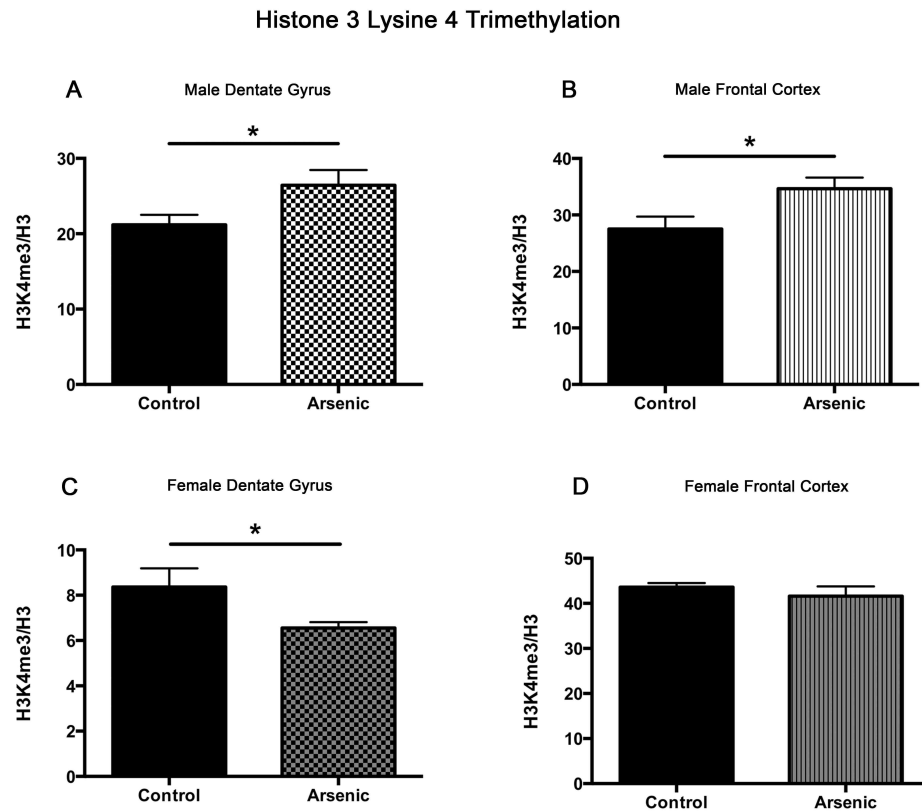 Histone 3 Lysine 4 Trimethylation
A
Male Dentate Gyrus
*
H3K4me3/H3
30
20
10
0
Control
Arsenic
B
Male Frontal Cortex
*
H3K4me3/H3
40
30
20
10
0
Control
Arsenic
C
Female Dentate Gyrus
*
H3K4me3/H3
10
8
6
4
2
0
Control
Arsenic
D
Female Frontal Cortex
H3K4me3/H3
50
40
30
20
10
0
Control
Arsenic